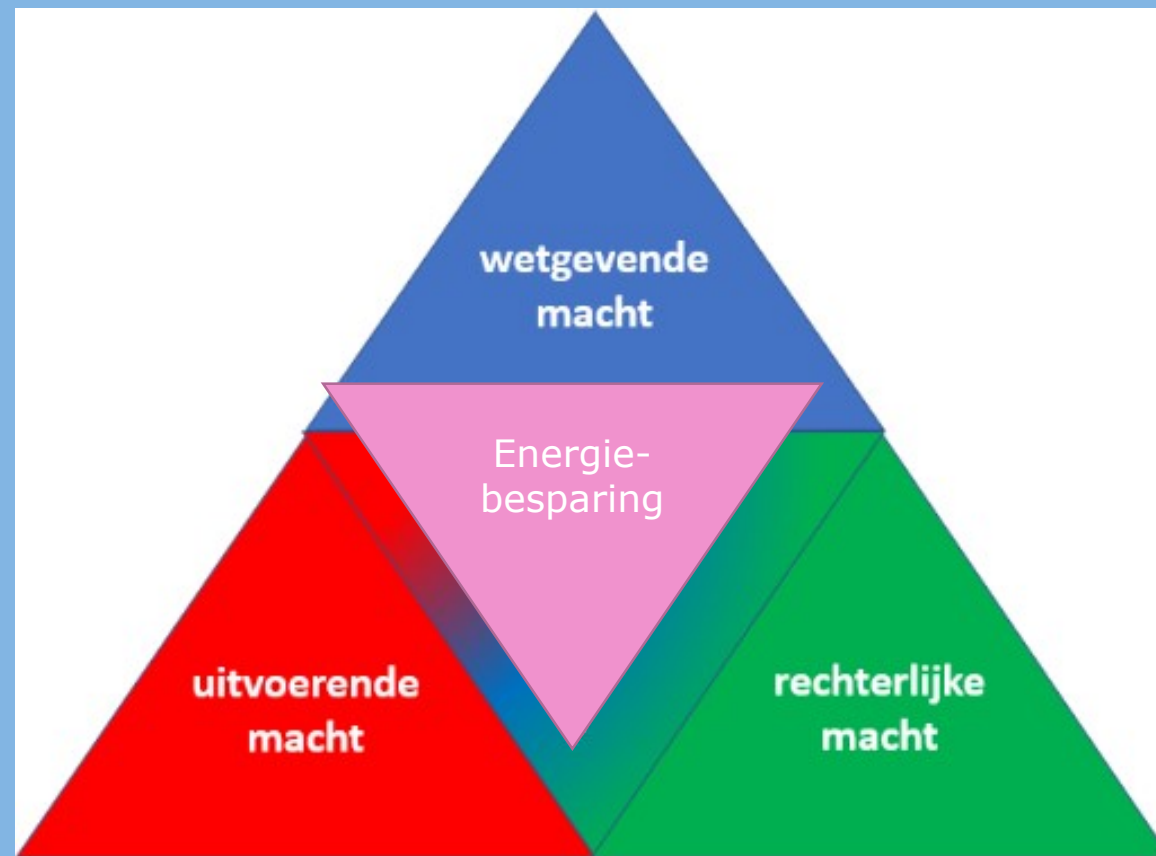 wetgevende
macht
Energie-
besparing
uitvoerende
macht
rechterlijke
macht